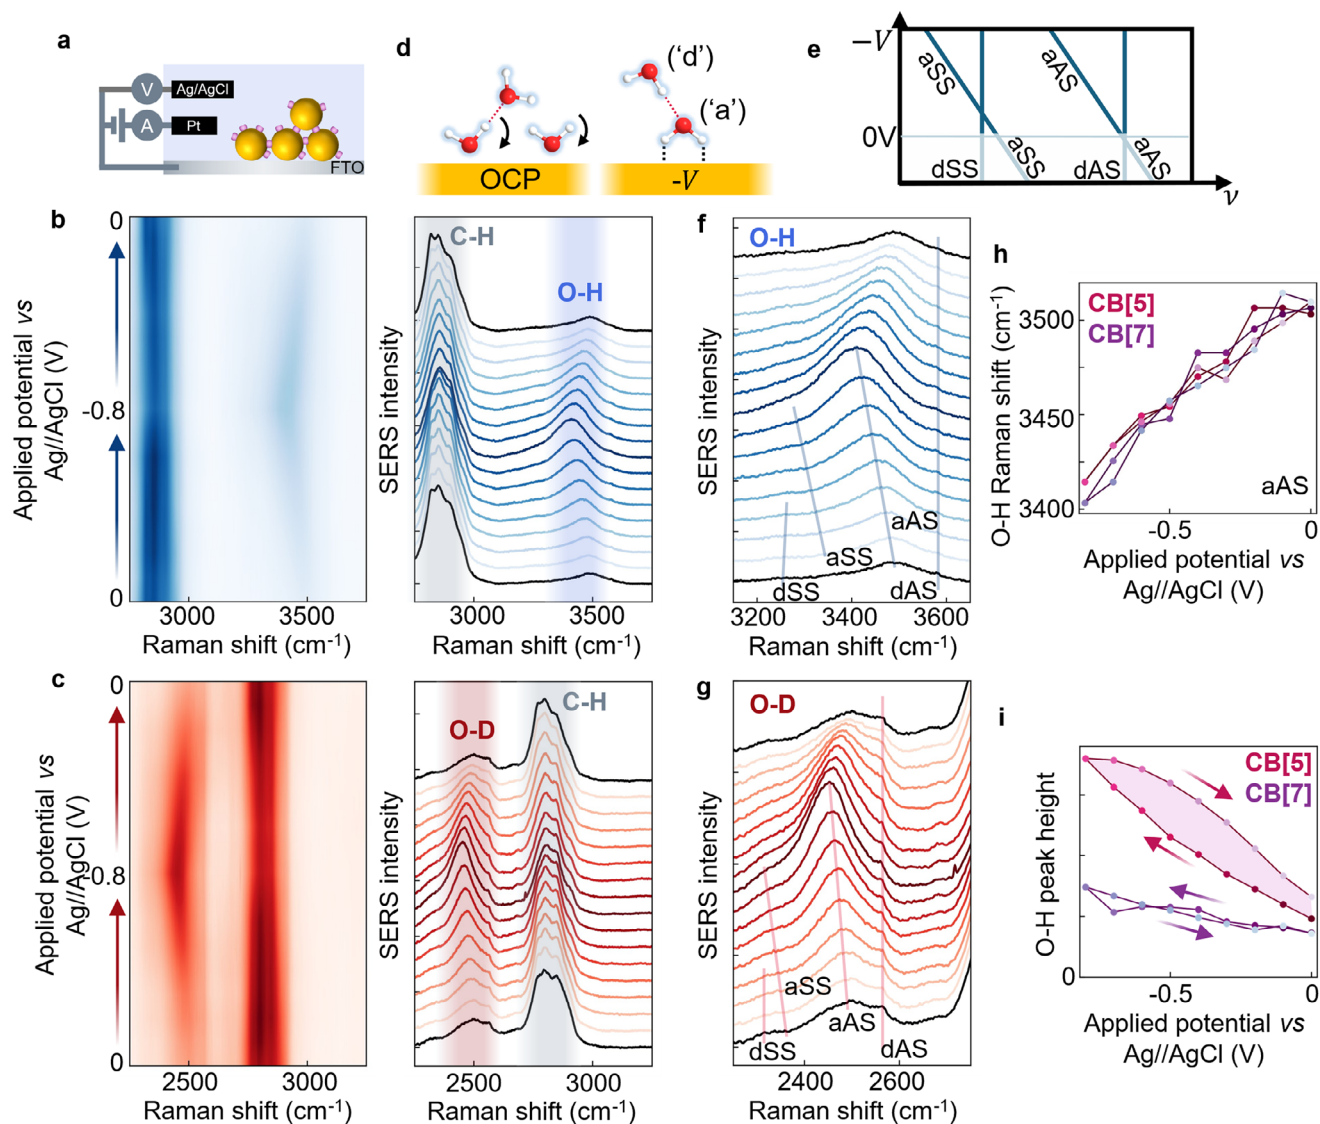 a
V
Ag/AgCl
A
Pt
FTO
d
('d')
('a')
OCP
-V
e
−V
0V
aSS
aAS
aSS
aAS
dSS
dAS
ν
b
0
-0.8
0
Applied potential vs
Ag//AgCl (V)
3000
3500
Raman shift (cm-1)
C-H
O-H
SERS intensity
3000
3500
Raman shift (cm-1)
f
O-H
SERS intensity
aAS
aSS
dSS
dAS
3200
3400
3600
Raman shift (cm-1)
h
CB[5]
CB[7]
O-H Raman shift (cm-1)
3500
3450
3400
aAS
-0.5
0
Applied potential vs
Ag//AgCl (V)
c
0
-0.8
0
Applied potential vs
Ag//AgCl (V)
2500
3000
Raman shift (cm-1)
C-H
O-D
SERS intensity
2500
3000
Raman shift (cm-1)
g
O-D
SERS intensity
aSS
aAS
dSS
dAS
2400
2600
Raman shift (cm-1)
i
CB[5]
CB[7]
O-H peak height
0
-0.5
0
Applied potential vs
Ag//AgCl (V)